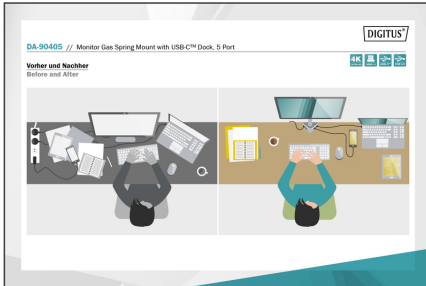 DIGITUS®
DA-90405 // Monitor Gas Spring Mount with USB-C™ Dock, 5 Port
4K
Vorher und Nachher
Before and After